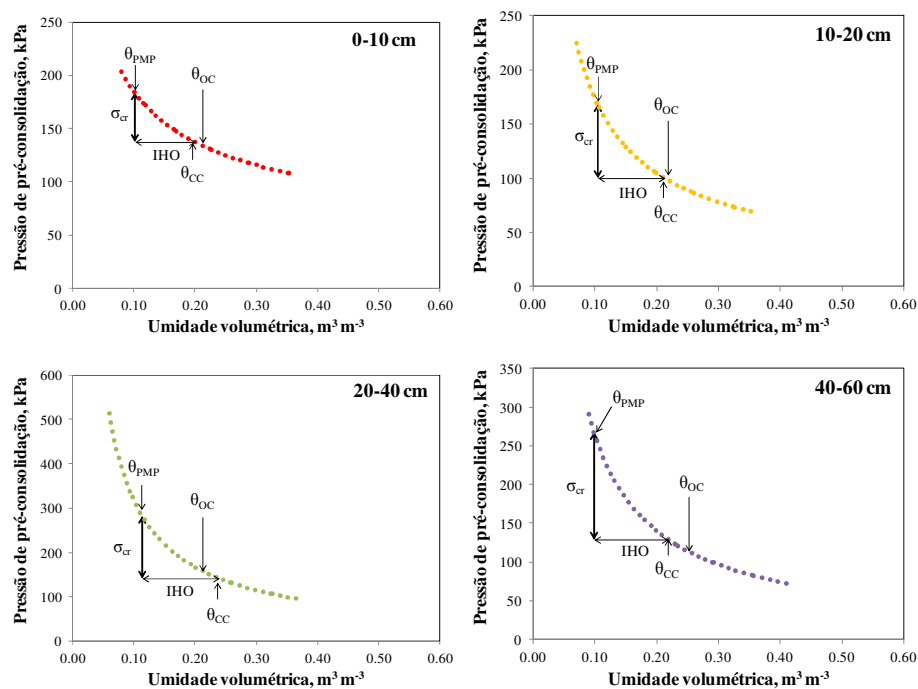 0-10 cm
Pressão de pré-consolidação, kPa
250
200
150
100
50
0
θPMP
θOC
σcr
IHO
θCC
0.00 0.10 0.20 0.30 0.40 0.50 0.60
Umidade volumétrica, m³ m⁻³
10-20 cm
Pressão de pré-consolidação, kPa
250
200
150
100
50
0
θPMP
θOC
σcr
IHO
θCC
0.00 0.10 0.20 0.30 0.40 0.50 0.60
Umidade volumétrica, m³ m⁻³
20-40 cm
Pressão de pré-consolidação, kPa
600
500
400
300
200
100
0
θPMP
θOC
σcr
IHO
θCC
0.00 0.10 0.20 0.30 0.40 0.50 0.60
Umidade volumétrica, m³ m⁻³
40-60 cm
Pressão de pré-consolidação, kPa
350
300
250
200
150
100
50
0
θPMP
θOC
σcr
IHO
θCC
0.00 0.10 0.20 0.30 0.40 0.50 0.60
Umidade volumétrica, m³ m⁻³